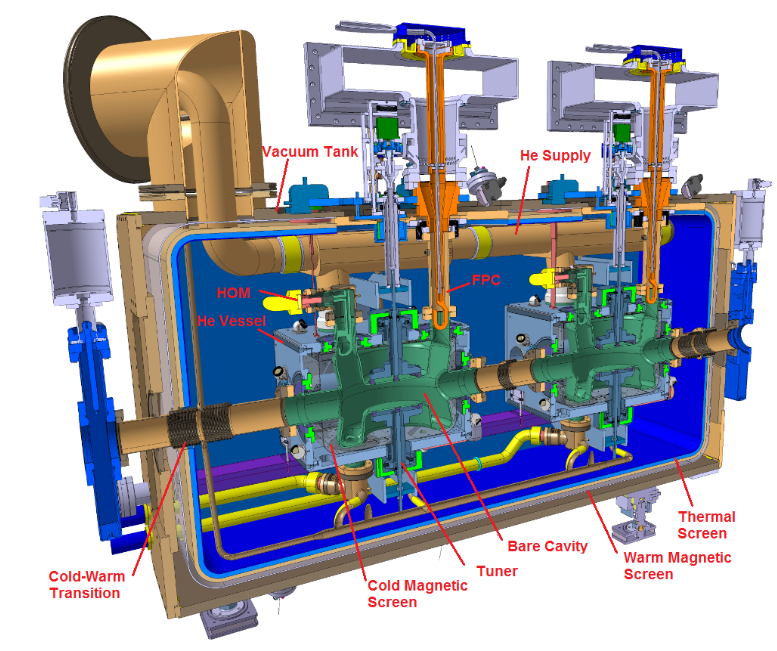 Vacuum Tank
He Supply
HOM
FPC
He Vessel
Thermal
Screen
Bare Cavity
Warm Magnetic
Screen
Tuner
Cold-Warm
Transition
Cold Magnetic
Screen